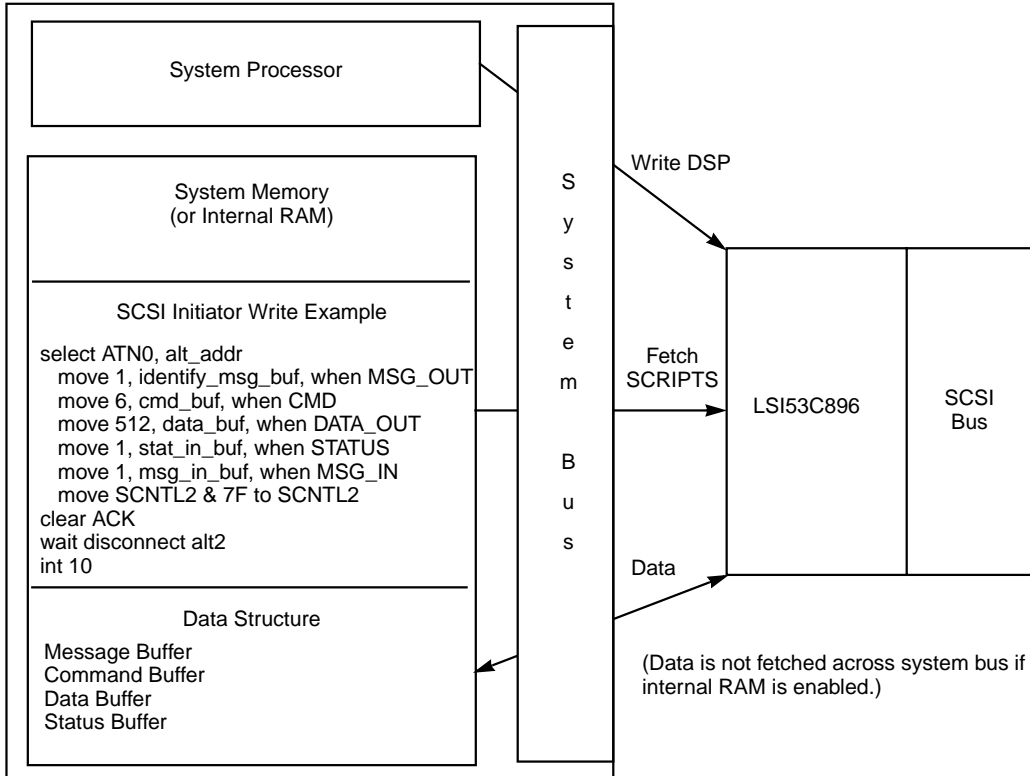 System Processor
System Memory
(or Internal RAM)
SCSI Initiator Write Example
select ATN0, alt_addr
move 1, identify_msg_buf, when MSG_OUT
move 6, cmd_buf, when CMD
move 512, data_buf, when DATA_OUT
move 1, stat_in_buf, when STATUS
move 1, msg_in_buf, when MSG_IN
move SCNTL2 & 7F to SCNTL2
clear ACK
wait disconnect alt2
int 10
Data Structure
Message Buffer
Command Buffer
Data Buffer
Status Buffer
S
y
s
t
e
m
B
u
s
Write DSP
Fetch
SCRIPTS
Data
LSI53C896
SCSI
Bus
(Data is not fetched across system bus if
internal RAM is enabled.)